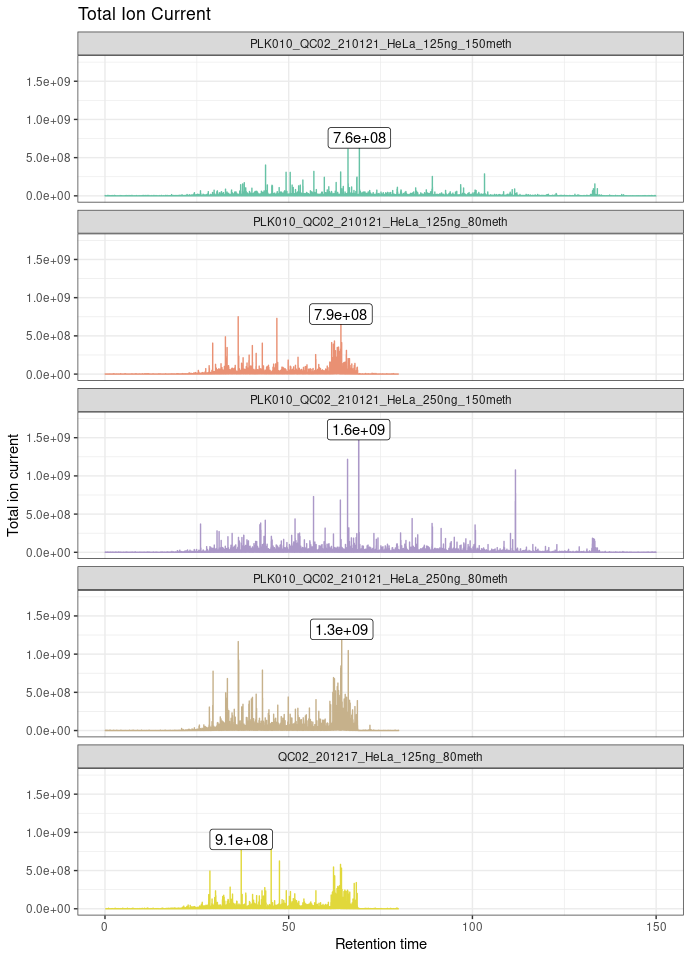 Total Ion Current
PLK010_QC02_210121_HeLa_125ng_150meth
1.5e+09
1.0e+09
7.6e+08
5.0e+08
0.0e+00
PLK010_QC02_210121_HeLa_125ng_80meth
1.5e+09
1.0e+09
7.9e+08
5.0e+08
0.0e+00
PLK010_QC02_210121_HeLa_250ng_150meth
1.6e+09
1.5e+09
1.0e+09
5.0e+08
0.0e+00
Total ion current
PLK010_QC02_210121_HeLa_250ng_80meth
1.5e+09
1.3e+09
1.0e+09
5.0e+08
0.0e+00
QC02_201217_HeLa_125ng_80meth
1.5e+09
1.0e+09
9.1e+08
5.0e+08
0.0e+00
0 50 100 150
Retention time